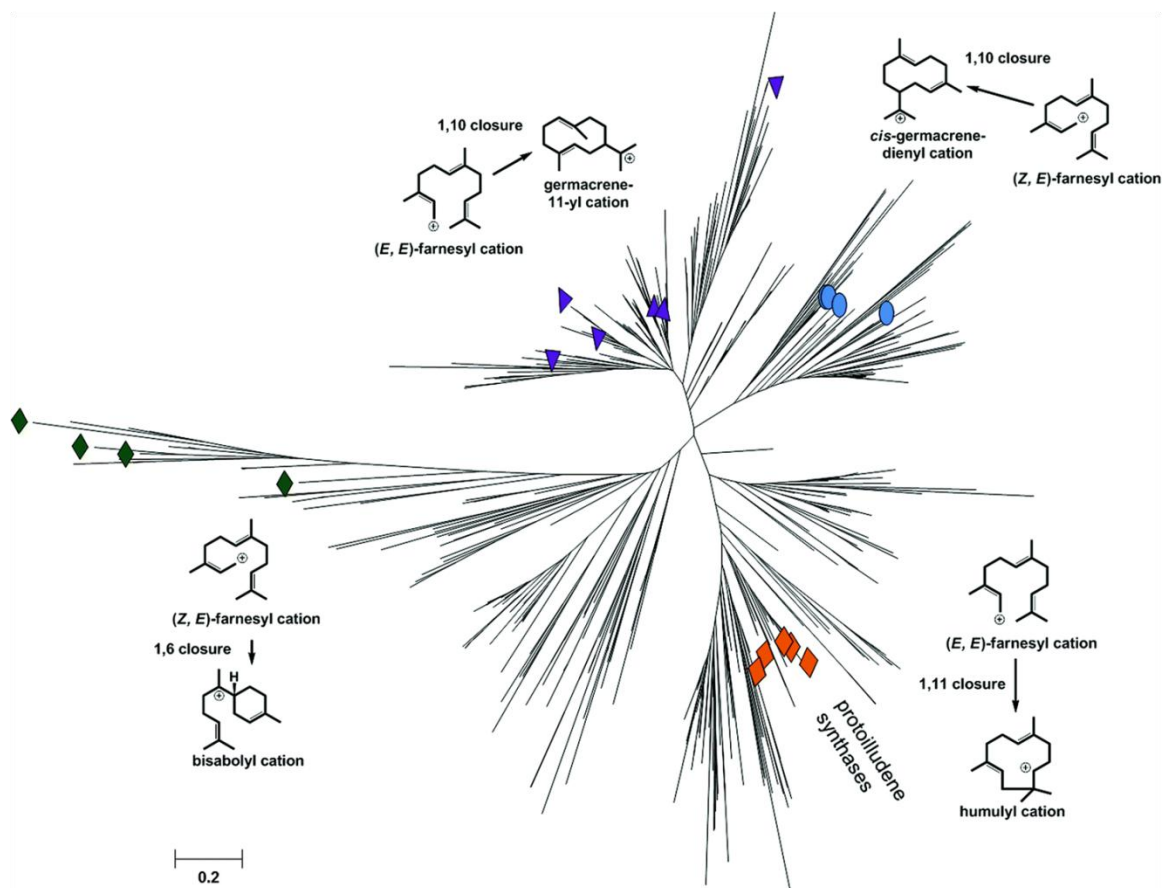 1,10 closure
cis-germacrene-
dienyl cation
(Z, E)-farnesyl cation
1,10 closure
germacrene-
11-yl cation
(E, E)-farnesyl cation
(Z, E)-farnesyl cation
1,6 closure
H
bisabolyl cation
0.2
protoilludene
synthases
(E, E)-farnesyl cation
1,11 closure
humulyl cation